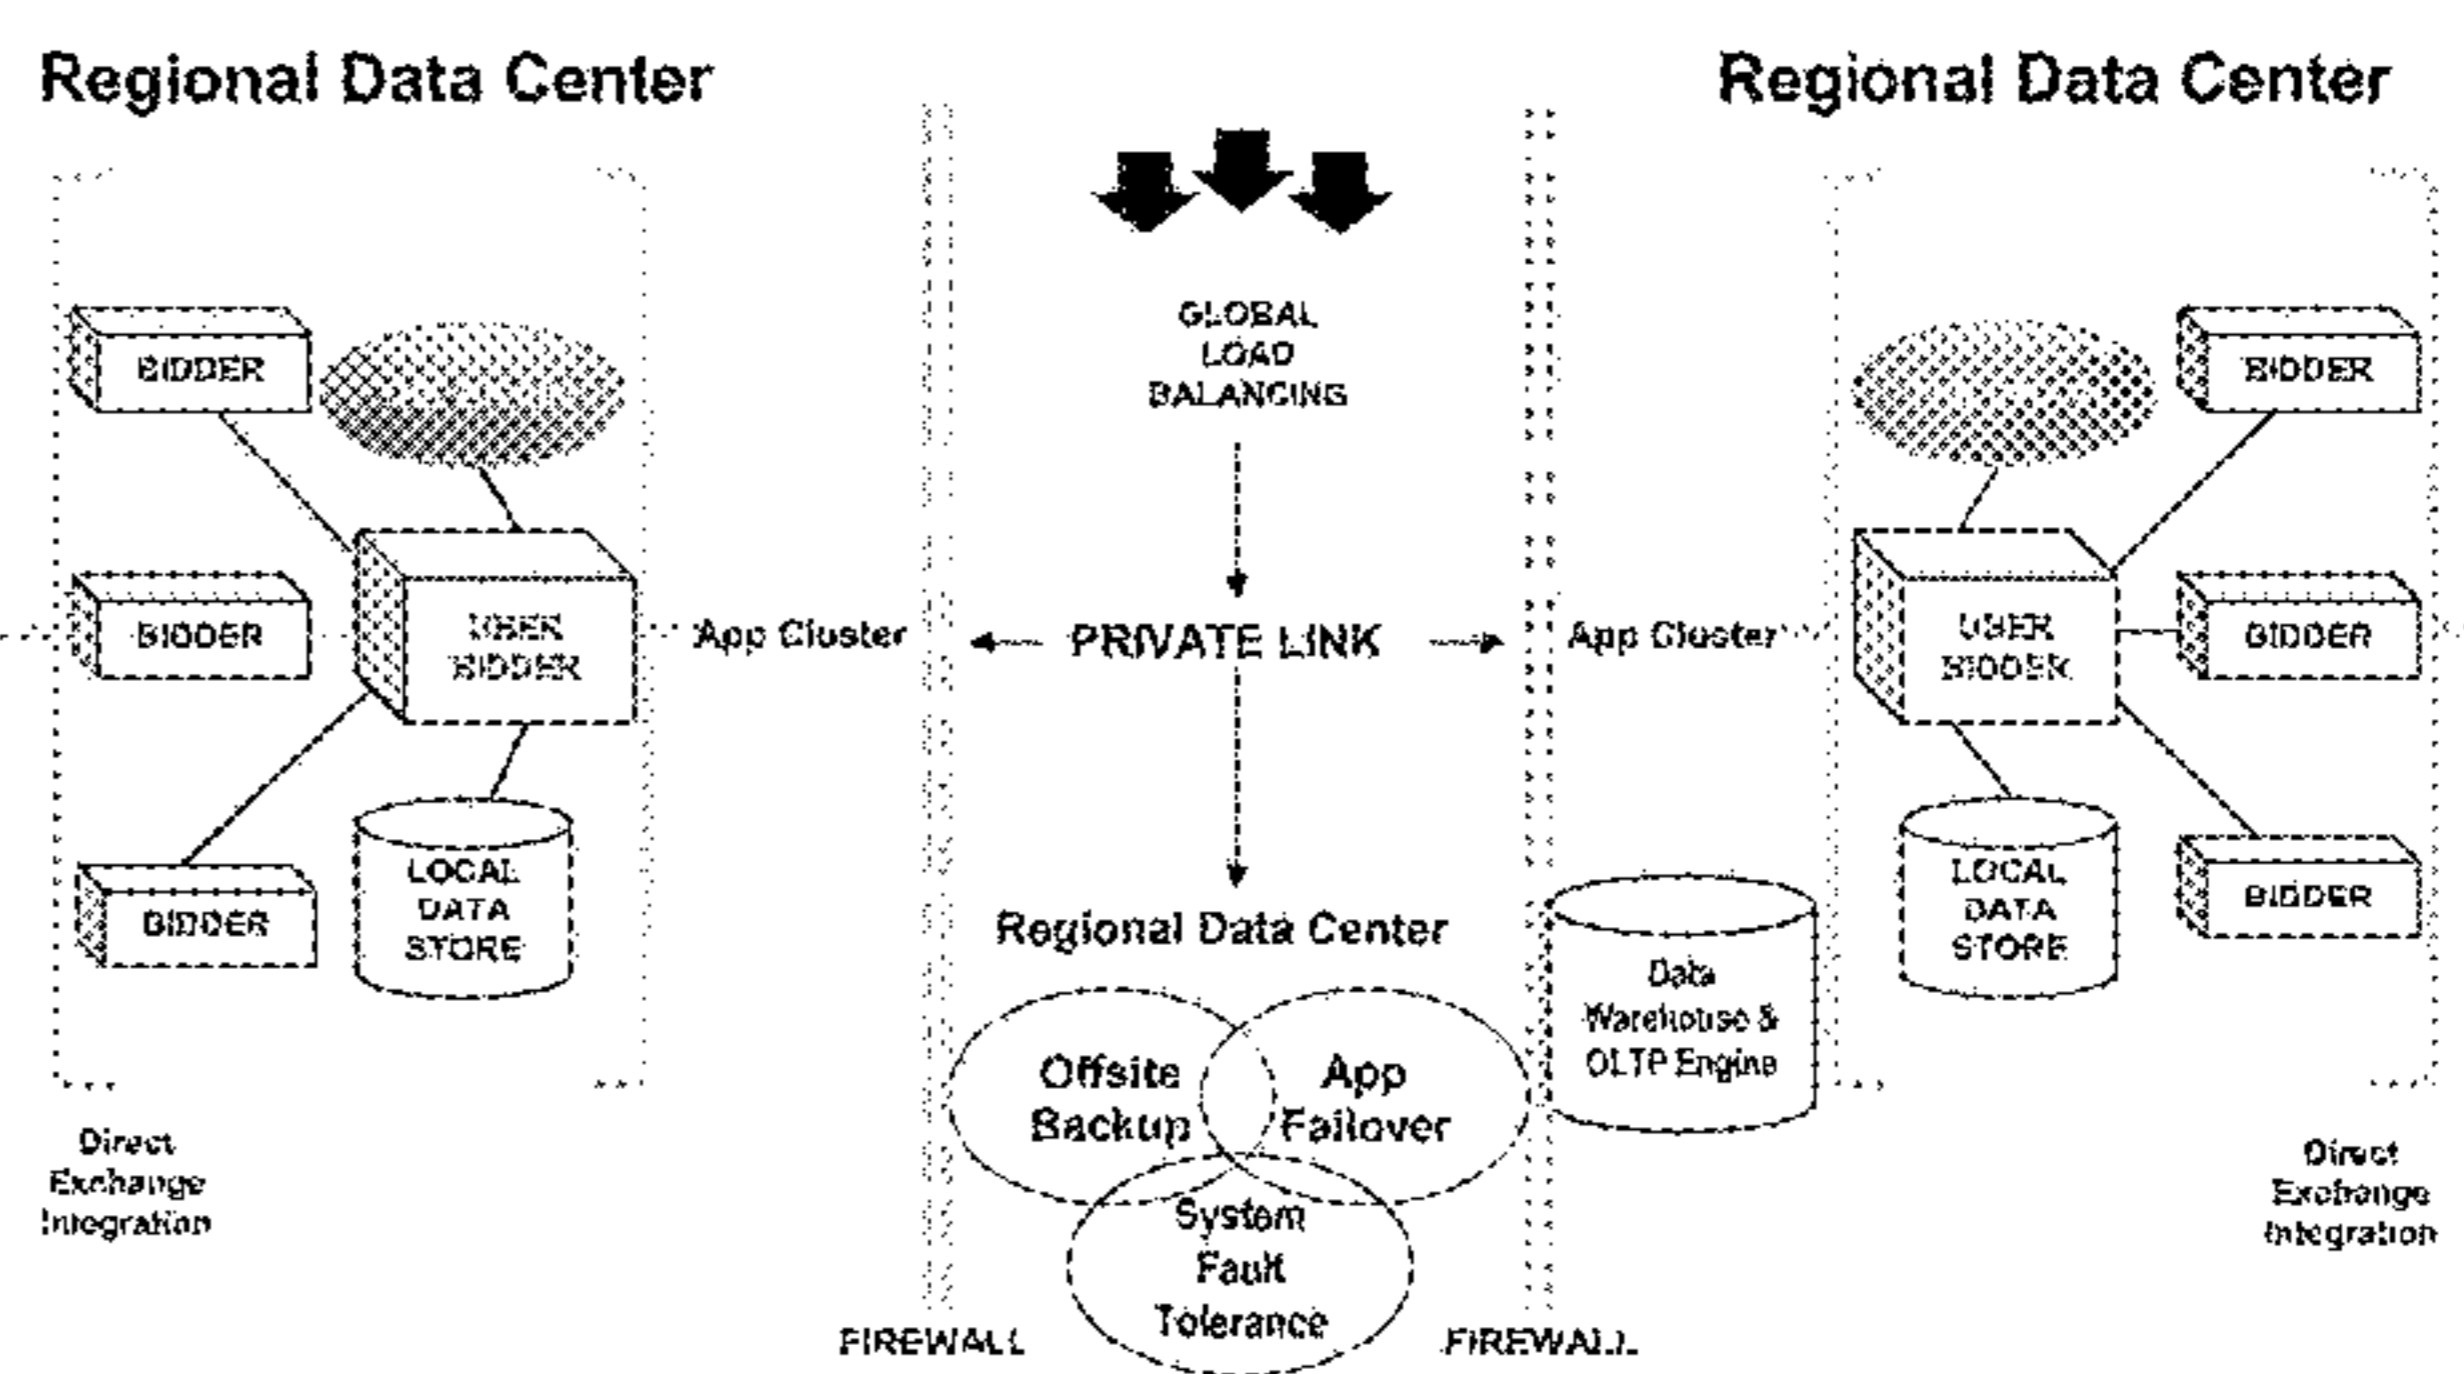 Regional Data Center
Regional Data Center
GLOBAL
LOAD
BALANCING
BIDDER
BIDDER
BIDDER
USER
BIDDER
App Cluster
LOCAL
DATA
STORE
Direct
Exchange
Integration
PRIVATE LINK
Regional Data Center
Offsite
Backup
App
Failover
System
Fault
Tolerance
FIREWALL
FIREWALL
App Cluster
Data
Warehouse &
OLTP Engine
USER
BIDDER
LOCAL
DATA
STORE
BIDDER
BIDDER
BIDDER
Direct
Exchange
Integration